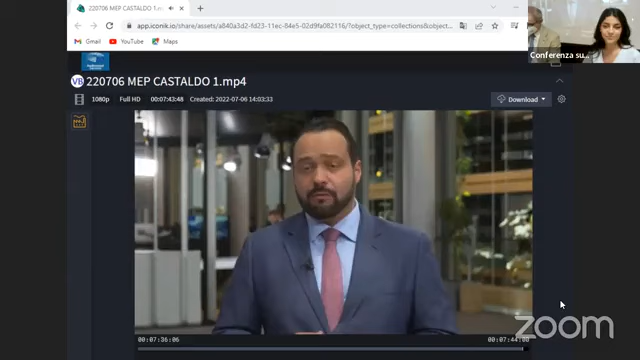 220706 MEP CASTALDO 1.m
app.iconik.io/share/assets/a840a3d2-fd23-11ec-84e5-02d9fa082116/?object_type=collections&object...
Gmail
YouTube
Maps
Conferenza su
VB
220706 MEP CASTALDO 1.mp4
1080p
Full HD
00:07:43:48
Created: 2022-07-06 14:03:33
Download
00:07:36:06
00:07:44:00
zoom